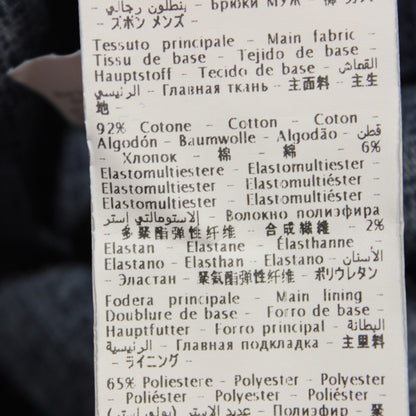 بنطلون رجالي - Брюки муж -
- ズボン メンズ -
Tessuto principale - Main fabric -
Tissu de base - Tejido de base -
Hauptstoff - Tecido de base - القماش
الرئيسي - Главная ткань - 主面料 - 主生
地 -
92% Cotone - Cotton - Coton -
Algodón - Baumwolle - Algodão - قطن
- Хлопок - 棉 - 綿 - 6%
Elastomultiestere - Elastomultiester -
Elastomultiester - Elastomultiéster -
Elastomultiester - Elastomultiéster -
الاستومالتي إستر - Волокно полиэфира
- 多聚酯弹性纤维 - 合成繊維 - 2%
Elastan - Elastane - Élasthanne -
Elastano - Elasthan - Elastano - الأستان
- Эластан - 聚氨酯弹性纤维 - ポリウレタン
Fodera principale - Main lining -
Doublure de base - Forro de base -
Hauptfutter - Forro principal - البطانة
الرئيسية - Главная подкладка - 主里料
- ライニング -
65% Poliestere - Polyester - Polyester
- Poliéster - Polyester - Poliéster -
(بولي إستر) - Полиэфир - 聚